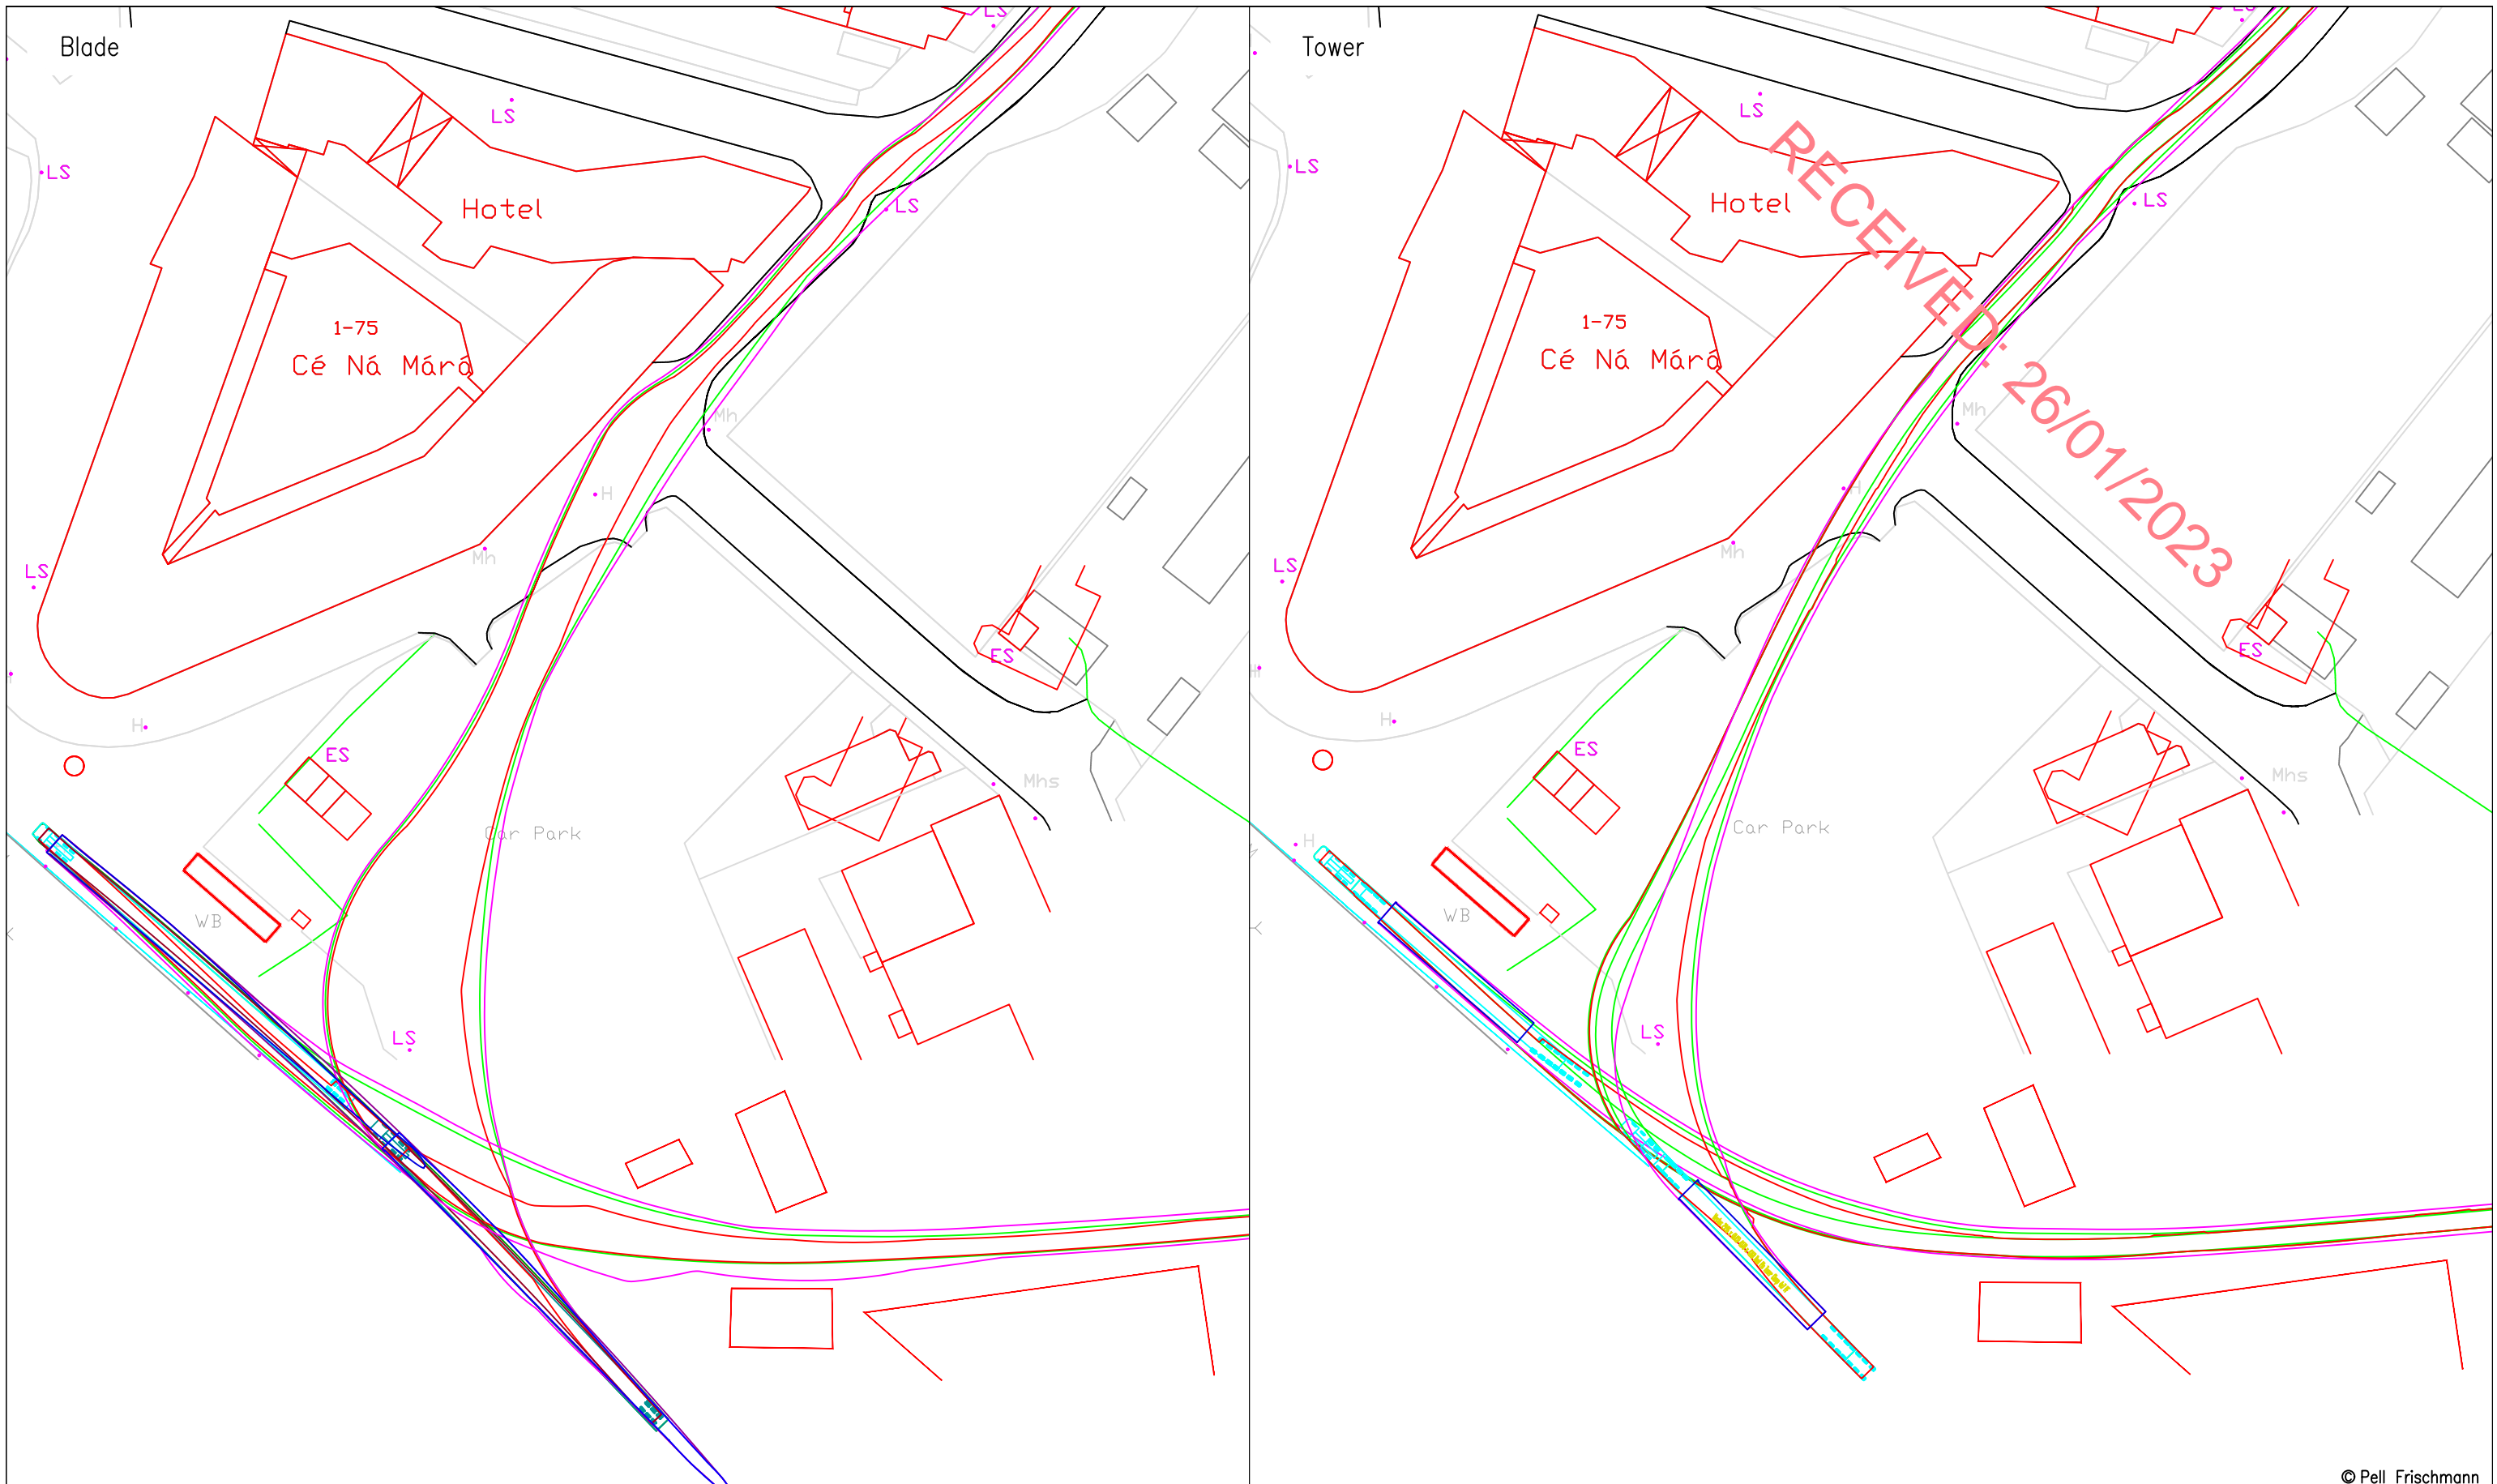 Blade
LS
LS
LS
LS
Hotel
1-75
Cé Ná Márá
Mh
H
Mh
LS
ES
H
ES
Mhs
Car Park
WB
LS
Tower
LS
LS
LS
LS
Hotel
RECEIVED: 26/01/2023
1-75
Cé Ná Márá
Mh
H
Mh
LS
ES
H
ES
Mhs
Car Park
H
WB
LS
© Pell Frischmann